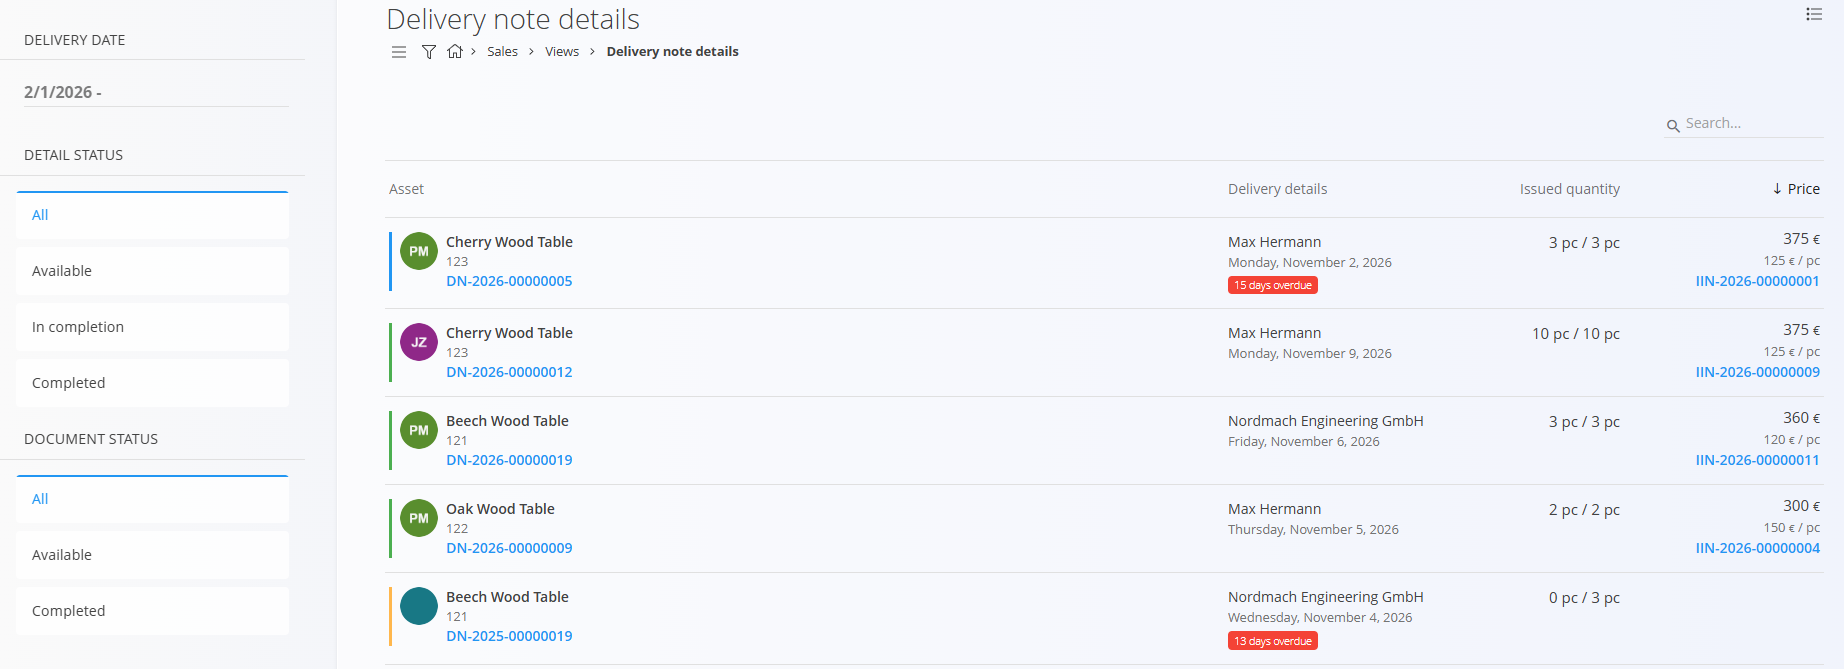 DELIVERY DATE
2/1/2026 -
DETAIL STATUS
All
Available
In completion
Completed
DOCUMENT STATUS
All
Available
Completed
Delivery note details
Sales > Views > Delivery note details
Search...
Asset Delivery details Issued quantity ↓ Price
PM
Cherry Wood Table
123
DN-2026-00000005
Max Hermann
Monday, November 2, 2026
15 days overdue
3 pc / 3 pc
375 €
125 € / pc
IIN-2026-00000001
JZ
Cherry Wood Table
123
DN-2026-00000012
Max Hermann
Monday, November 9, 2026
10 pc / 10 pc
375 €
125 € / pc
IIN-2026-00000009
PM
Beech Wood Table
121
DN-2026-00000019
Nordmach Engineering GmbH
Friday, November 6, 2026
3 pc / 3 pc
360 €
120 € / pc
IIN-2026-00000011
PM
Oak Wood Table
122
DN-2026-00000009
Max Hermann
Thursday, November 5, 2026
2 pc / 2 pc
300 €
150 € / pc
IIN-2026-00000004
Beech Wood Table
121
DN-2025-00000019
Nordmach Engineering GmbH
Wednesday, November 4, 2026
13 days overdue
0 pc / 3 pc